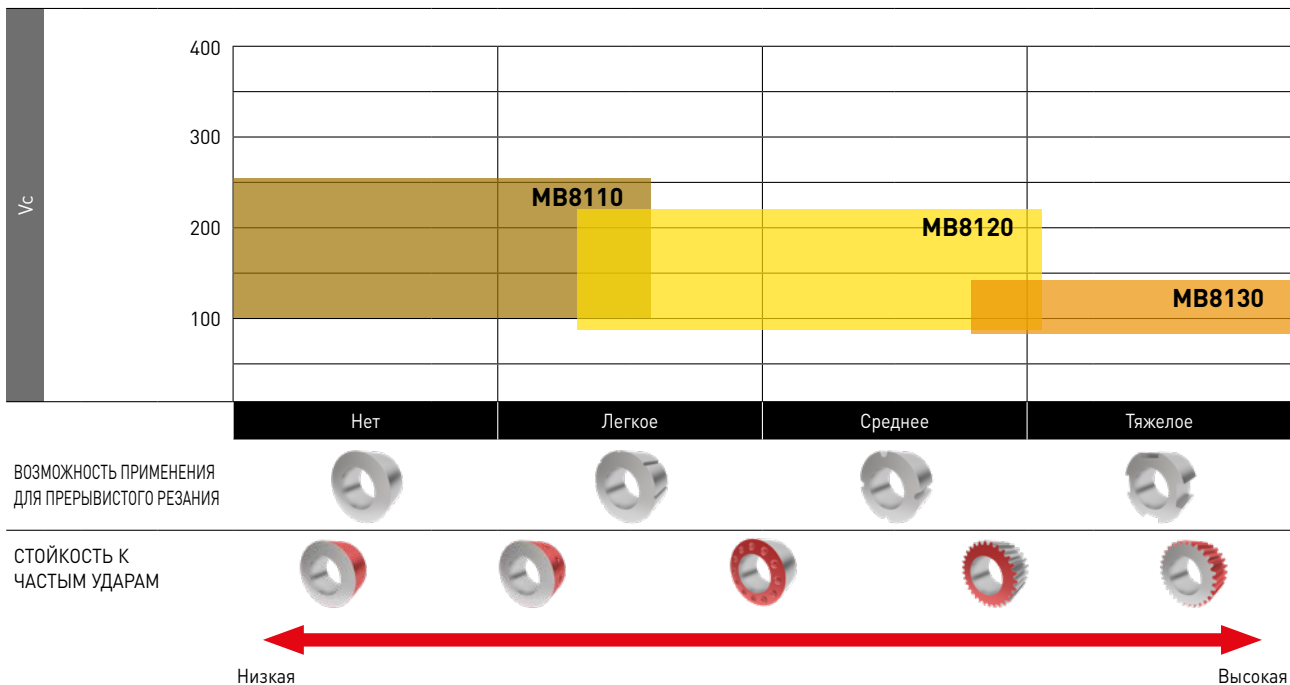 Vc
400
300
200
100
MB8110
MB8120
MB8130
Нет
Легкое
Среднее
Тяжелое
ВОЗМОЖНОСТЬ ПРИМЕНЕНИЯ
ДЛЯ ПРЕРЫВИСТОГО РЕЗАНИЯ
СТОЙКОСТЬ К
ЧАСТЫМ УДАРАМ
Низкая
Высокая